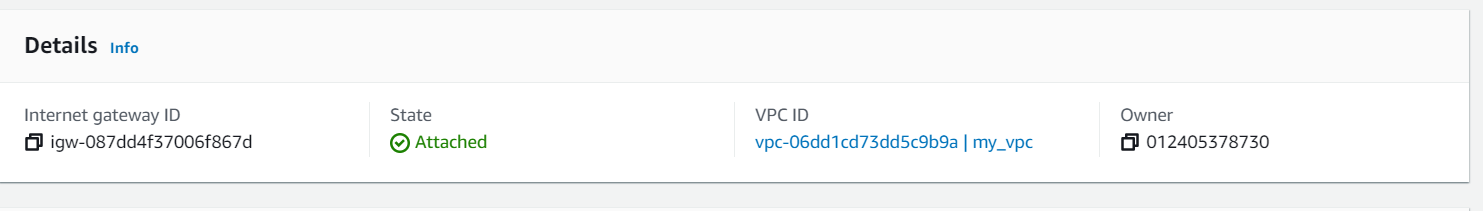 Details Info
Internet gateway ID
igw-087dd4f37006f867d
State
Attached
VPC ID
vpc-06dd1cd73dd5c9b9a | my_vpc
Owner
012405378730